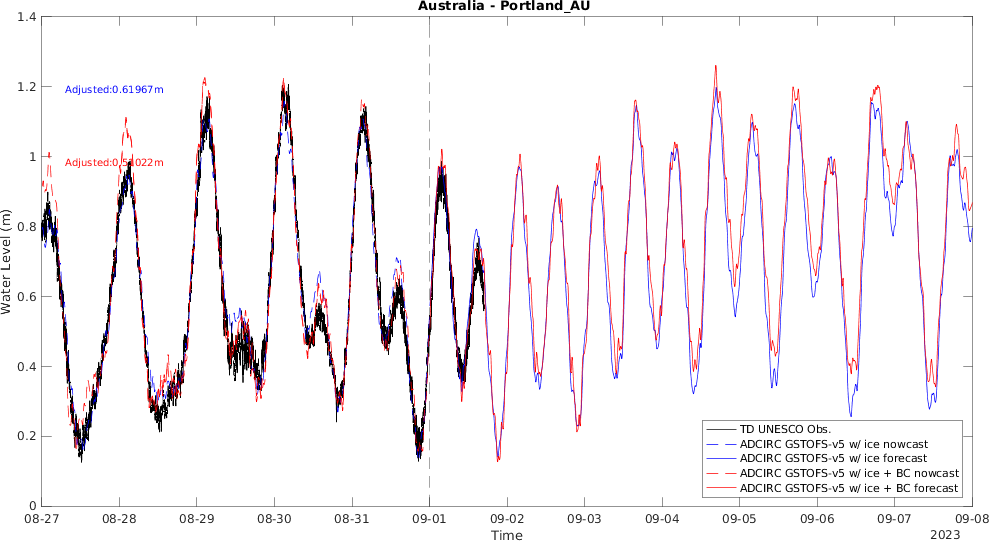 Australia - Portland_AU
1.4
1.2
1
0.8
0.6
0.4
0.2
0
Water Level (m)
Adjusted:0.61967m
TD UNESCO Obs.
ADCIRC GSTOFS-v5 w/ ice nowcast
ADCIRC GSTOFS-v5 w/ ice forecast
ADCIRC GSTOFS-v5 w/ ice + BC nowcast
ADCIRC GSTOFS-v5 w/ ice + BC forecast
08-27
08-28
08-29
08-30
08-31
09-01
09-02
09-03
09-04
09-05
09-06
09-07
09-08
Time
2023